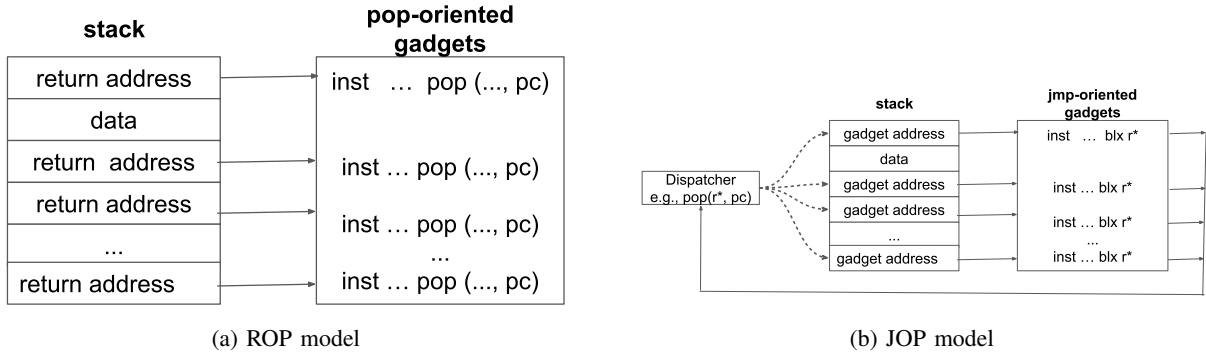 stack
return address
data
return address
return address
...
return address
pop-oriented
gadgets
inst ... pop (..., pc)
inst ... pop (..., pc)
inst ... pop (..., pc)
...
inst ... pop (..., pc)
(a) ROP model
Dispatcher
e.g., pop(r*, pc)
stack
gadget address
data
gadget address
gadget address
...
gadget address
jmp-oriented
gadgets
inst ... blx r*
inst ... blx r*
inst ... blx r*
...
inst ... blx r*
(b) JOP model